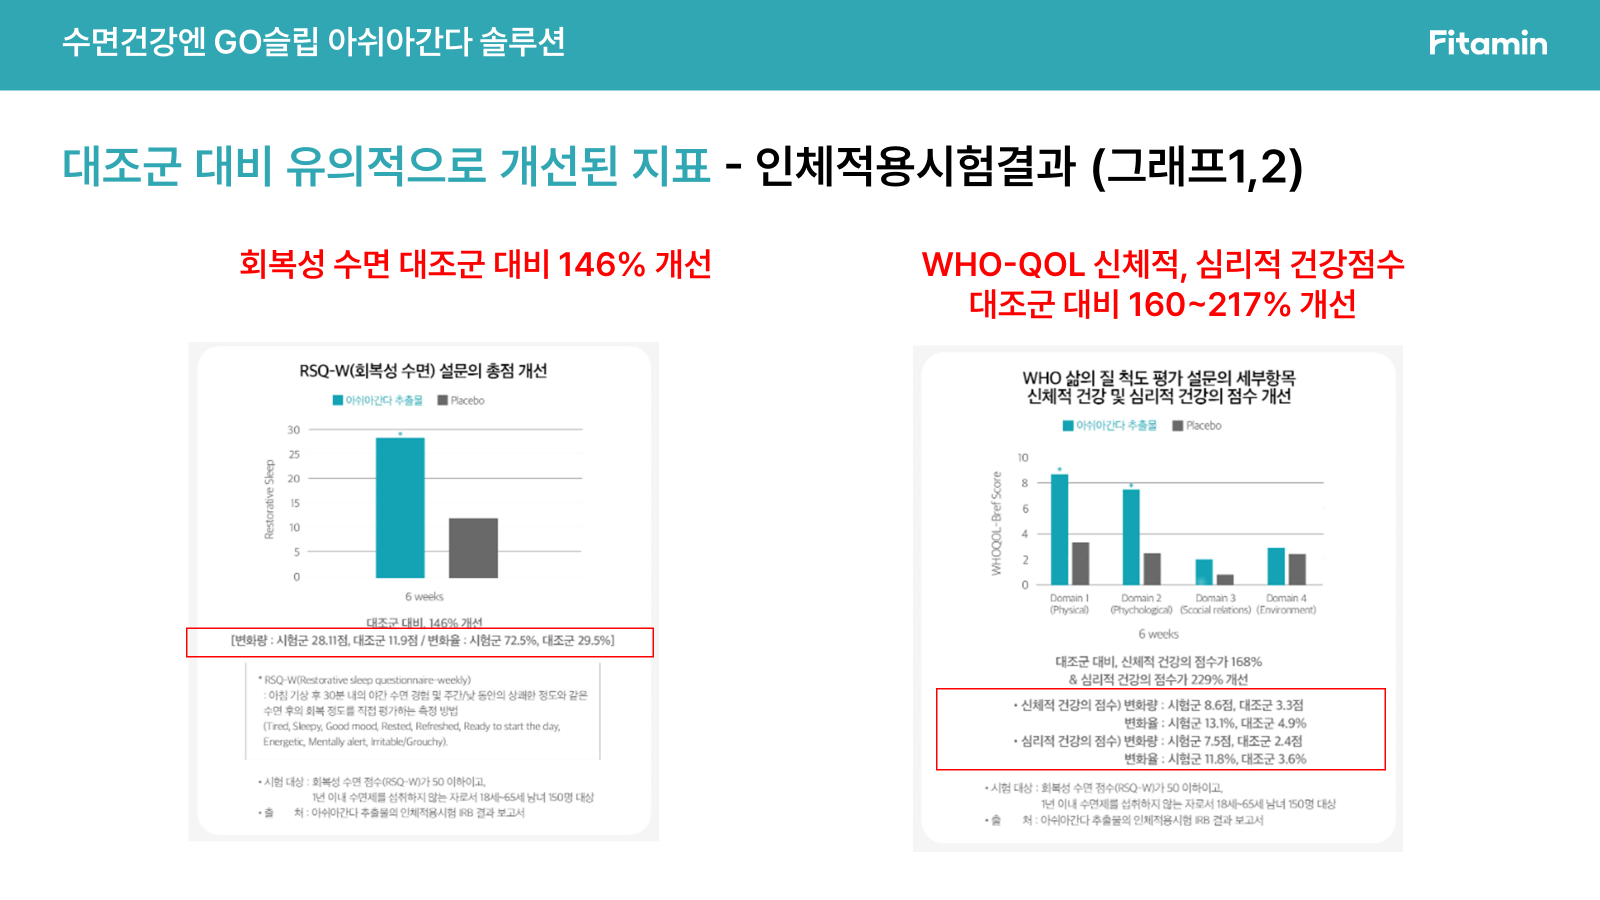 수면건강엔 GO슬립 아쉬아간다 솔루션
Fitamin
대조군 대비 유의적으로 개선된 지표 - 인체적용시험결과 (그래프1,2)
회복성 수면 대조군 대비 146% 개선
RSQ-W(회복성 수면) 설문의 총점 개선
아쉬아간다 추출물 Placebo
Restorative Sleep
30
25
20
15
10
5
0
6 weeks
대조군 대비, 146% 개선
[변화량 : 시험군 28.11점, 대조군 11.9점 / 변화율 : 시험군 72.5%, 대조군 29.5%]
* RSQ-W(Restorative sleep questionnaire-weekly)
: 아침 기상 후 30분 내의 야간 수면 경험 및 주간/낮 동안의 상쾌한 정도와 같은
수면 후의 회복 정도를 직접 평가하는 측정 방법
(Tired, Sleepy, Good mood, Rested, Refreshed, Ready to start the day,
Energetic, Mentally alert, Irritable/Grouchy).
• 시험 대상 : 회복성 수면 점수(RSQ-W)가 50 이하이고,
1년 이내 수면제를 섭취하지 않는 자로서 18세~65세 남녀 150명 대상
• 출 처 : 아쉬아간다 추출물의 인체적용시험 IRB 결과 보고서
WHO-QOL 신체적, 심리적 건강점수
대조군 대비 160~217% 개선
WHO 삶의 질 척도 평가 설문의 세부항목
신체적 건강 및 심리적 건강의 점수 개선
아쉬아간다 추출물 Placebo
WHOQOL-Bref Score
10
8
6
4
2
0
Domain 1 Domain 2 Domain 3 Domain 4
(Physical) (Phychological) (Scocial relations) (Environment)
6 weeks
대조군 대비, 신체적 건강의 점수가 168%
& 심리적 건강의 점수가 229% 개선
• 신체적 건강의 점수) 변화량 : 시험군 8.6점, 대조군 3.3점
변화율 : 시험군 13.1%, 대조군 4.9%
• 심리적 건강의 점수) 변화량 : 시험군 7.5점, 대조군 2.4점
변화율 : 시험군 11.8%, 대조군 3.6%
• 시험 대상 : 회복성 수면 점수(RSQ-W)가 50 이하이고,
1년 이내 수면제를 섭취하지 않는 자로서 18세~65세 남녀 150명 대상
• 출 처 : 아쉬아간다 추출물의 인체적용시험 IRB 결과 보고서